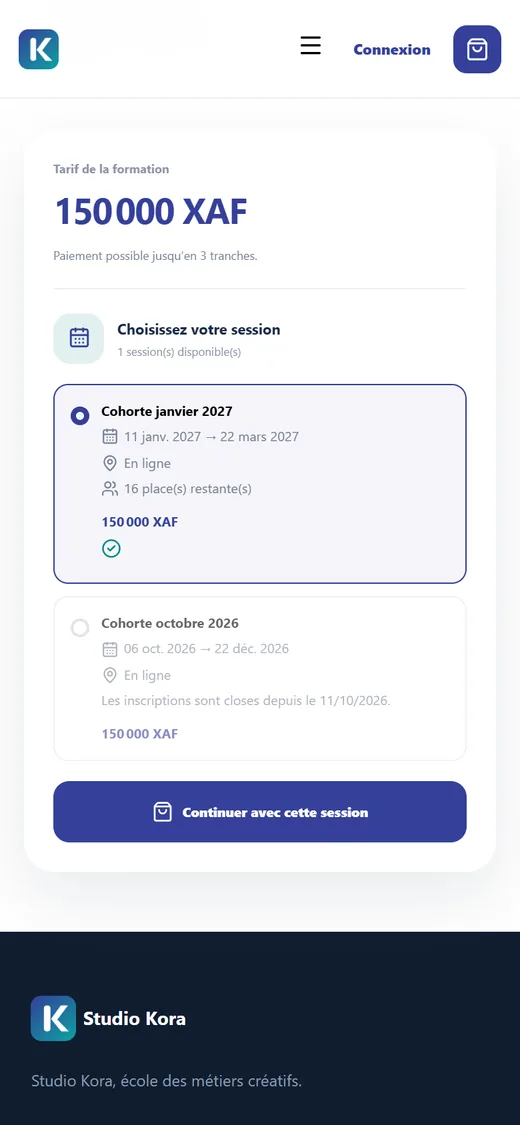 K
Connexion
Tarif de la formation
150 000 XAF
Paiement possible jusqu'en 3 tranches.
Choisissez votre session
1 session(s) disponible(s)
Cohorte janvier 2027
11 janv. 2027 → 22 mars 2027
En ligne
16 place(s) restante(s)
150 000 XAF
Cohorte octobre 2026
06 oct. 2026 → 22 déc. 2026
En ligne
Les inscriptions sont closes depuis le 11/10/2026.
150 000 XAF
Continuer avec cette session
K Studio Kora
Studio Kora, école des métiers créatifs.